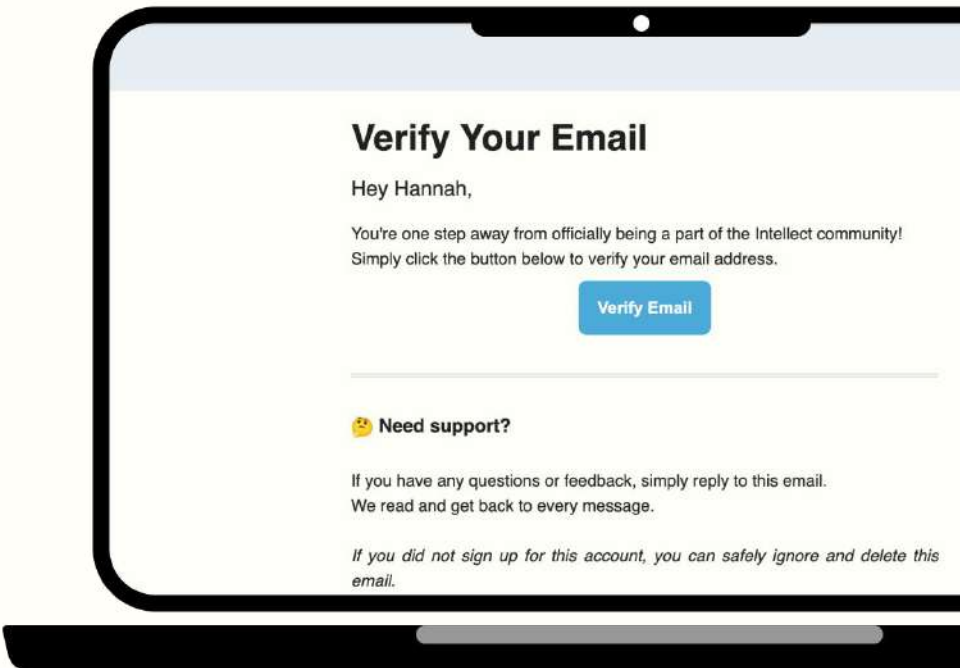 Verify Your Email
Hey Hannah,
You're one step away from officially being a part of the Intellect community!
Simply click the button below to verify your email address.
Verify Email
🤔 Need support?
If you have any questions or feedback, simply reply to this email.
We read and get back to every message.
If you did not sign up for this account, you can safely ignore and delete this
email.